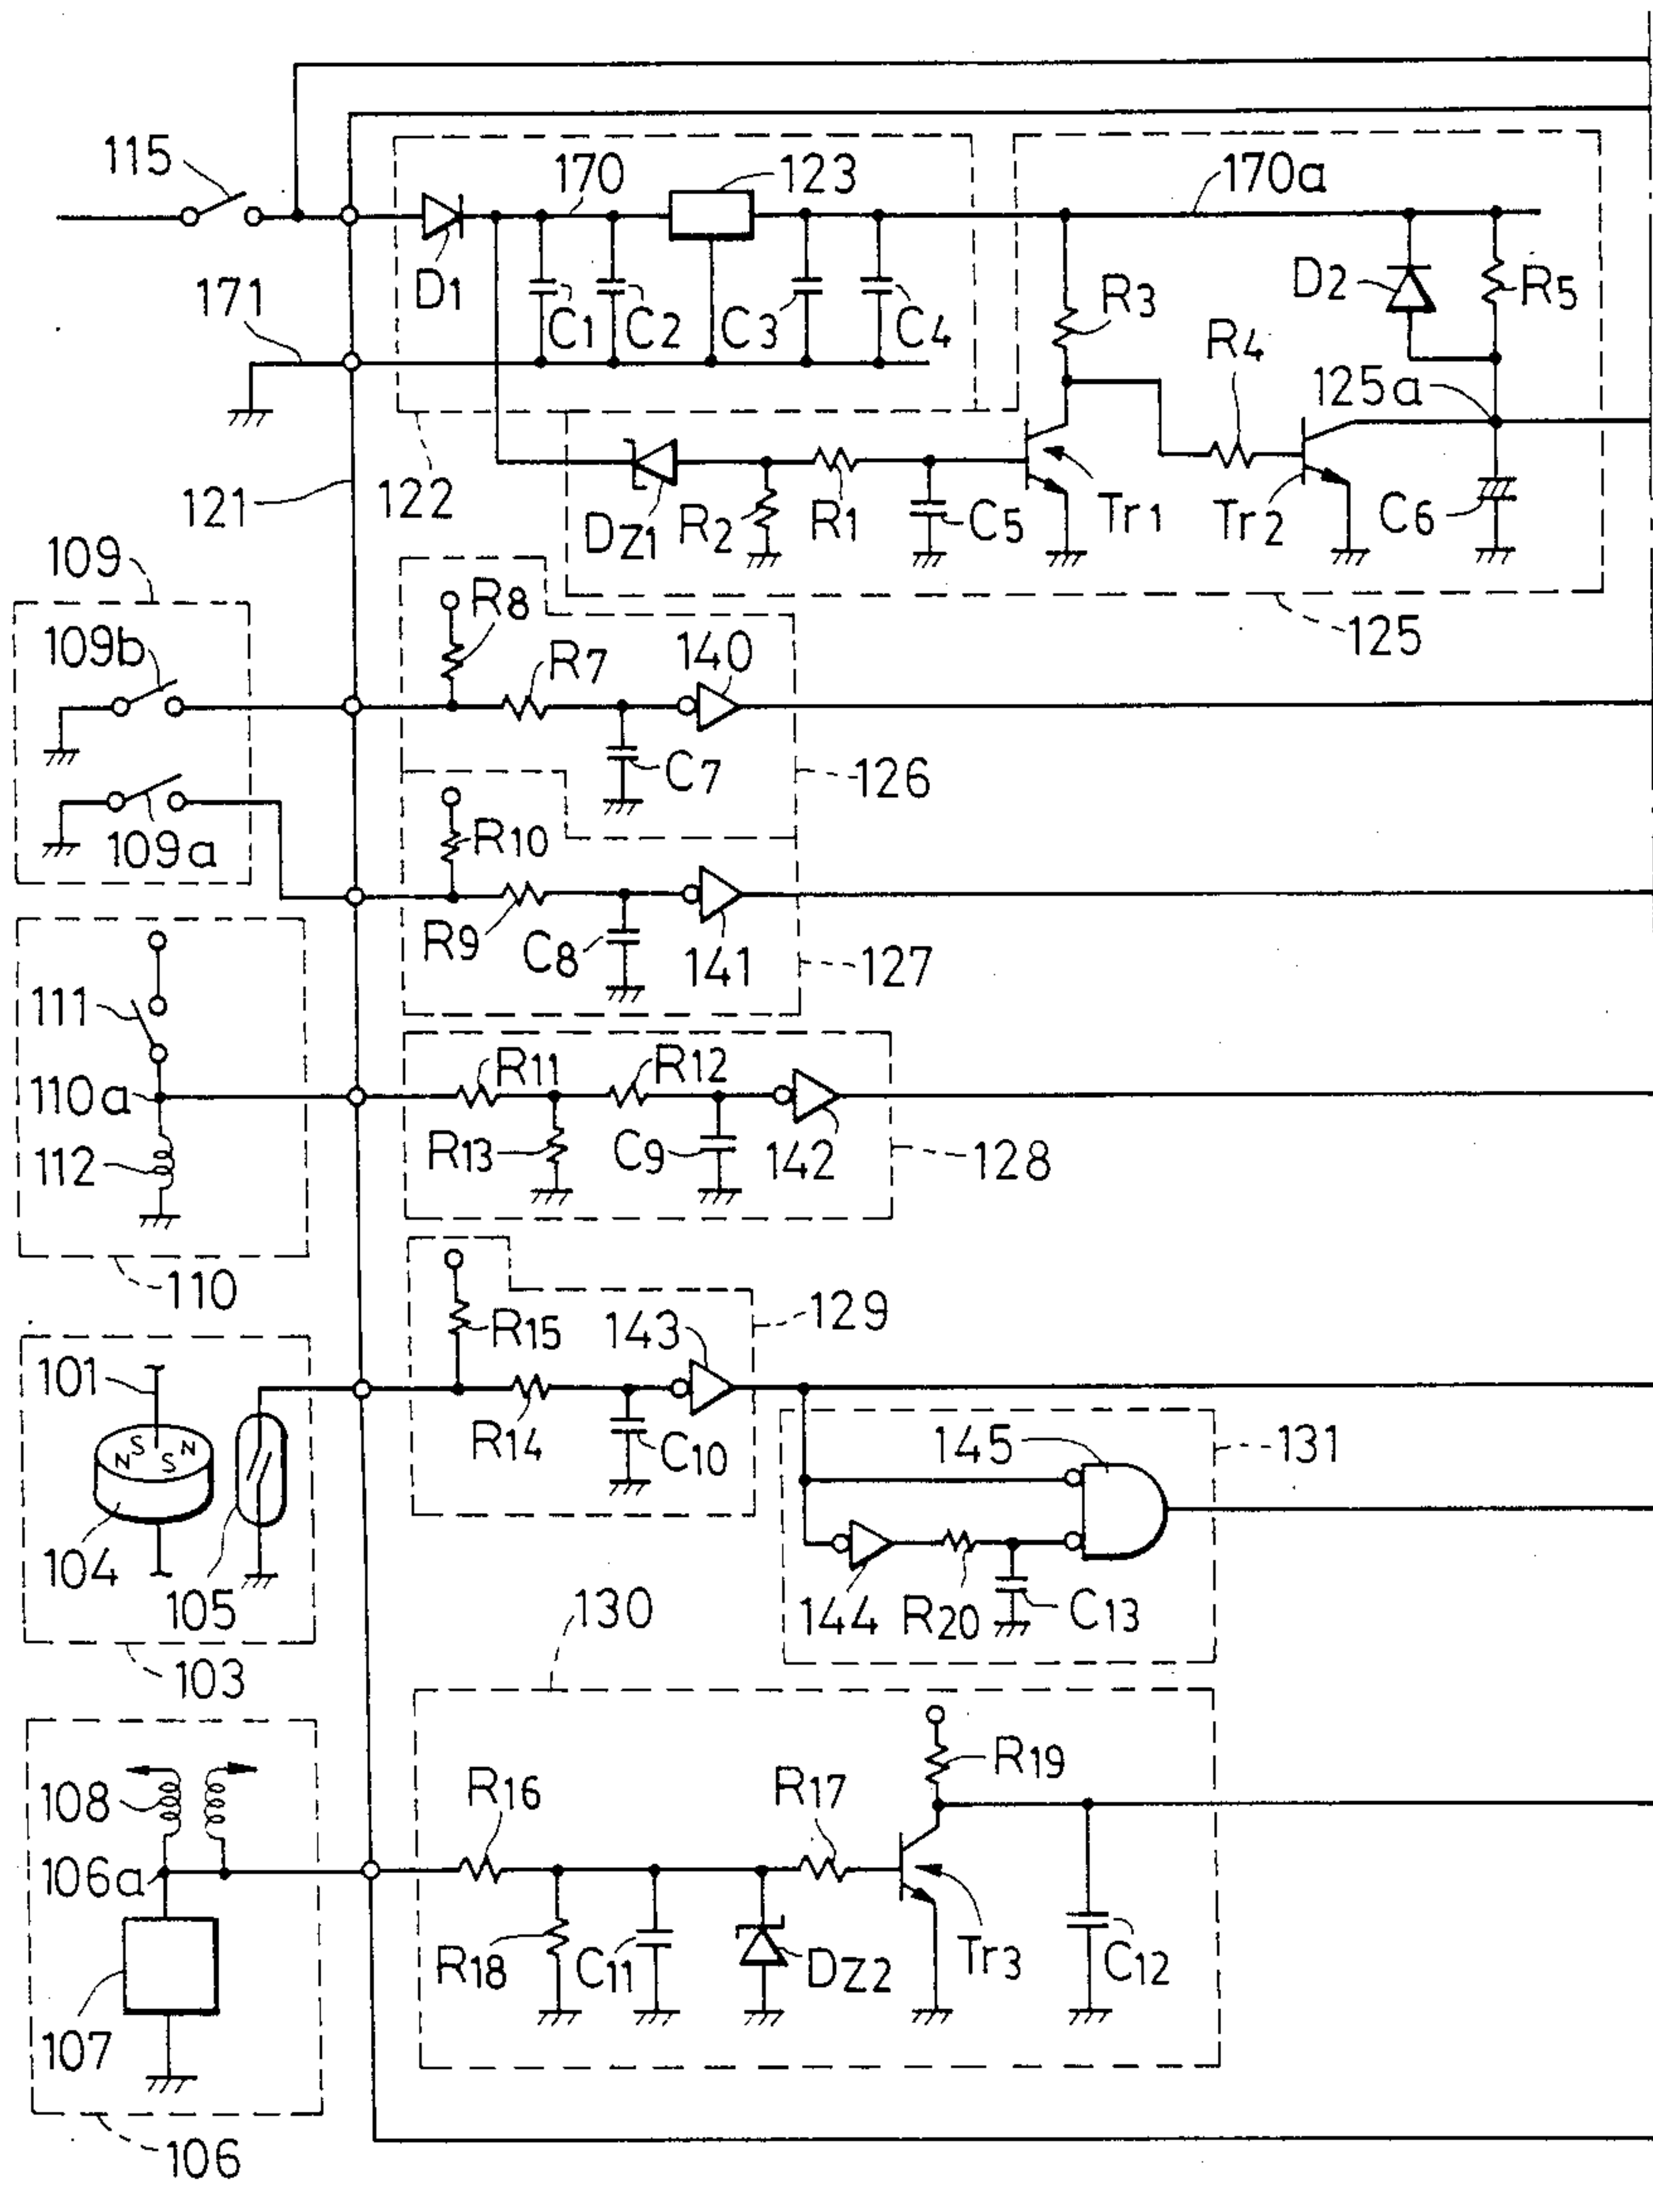 115
170
123
170a
D1
C1
C2
C3
C4
R3
D2
R5
171
R4
125a
121
122
DZ1
R2
R1
C5
Tr1
Tr2
C6
109
R8
125
109b
R7
140
C7
126
109a
R10
R9
C8
141
127
111
R11
R12
110a
112
R13
C9
142
128
110
129
R15
143
101
R14
C10
145
131
N S S N
104
105
144
R20
C13
130
103
R19
108
R16
R17
106a
R18
C11
DZ2
Tr3
C12
107
106